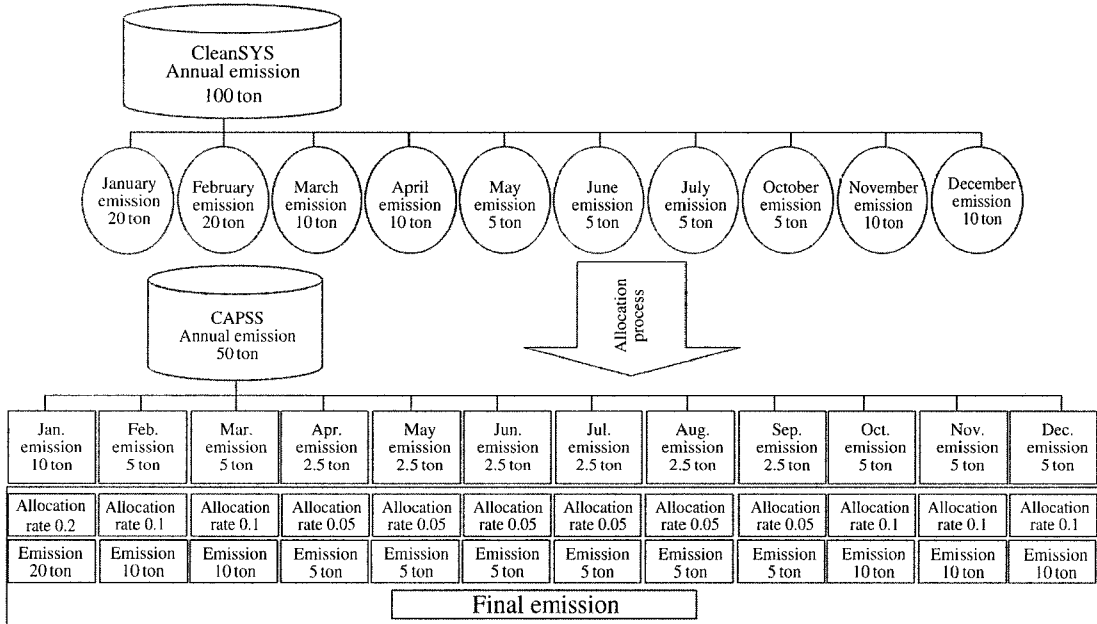 CleanSYS
Annual emission
100 ton
January
emission
20 ton
February
emission
20 ton
March
emission
10 ton
April
emission
10 ton
May
emission
5 ton
June
emission
5 ton
July
emission
5 ton
October
emission
5 ton
November
emission
10 ton
December
emission
10 ton
CAPSS
Annual emission
50 ton
Allocation
process
Jan.
emission
10 ton
Feb.
emission
5 ton
Mar.
emission
5 ton
Apr.
emission
2.5 ton
May
emission
2.5 ton
Jun.
emission
2.5 ton
Jul.
emission
2.5 ton
Aug.
emission
2.5 ton
Sep.
emission
2.5 ton
Oct.
emission
5 ton
Nov.
emission
5 ton
Dec.
emission
5 ton
Allocation
rate 0.2
Allocation
rate 0.1
Allocation
rate 0.1
Allocation
rate 0.05
Allocation
rate 0.05
Allocation
rate 0.05
Allocation
rate 0.05
Allocation
rate 0.05
Allocation
rate 0.05
Allocation
rate 0.1
Allocation
rate 0.1
Allocation
rate 0.1
Emission
20 ton
Emission
10 ton
Emission
10 ton
Emission
5 ton
Emission
5 ton
Emission
5 ton
Emission
5 ton
Emission
5 ton
Emission
5 ton
Emission
10 ton
Emission
10 ton
Emission
10 ton
Final emission